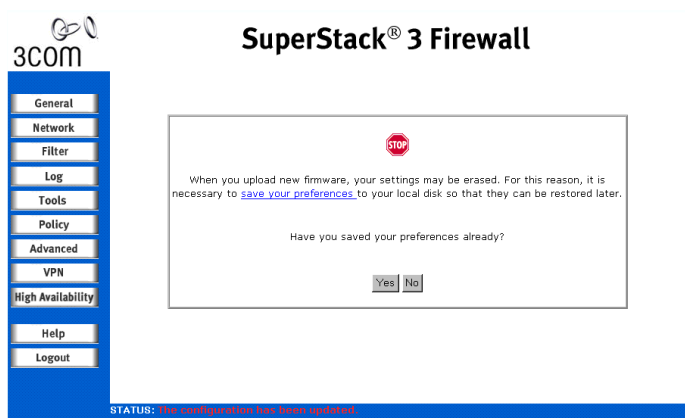 3COM
SuperStack® 3 Firewall
General
Network
Filter
Log
Tools
Policy
Advanced
VPN
High Availability
Help
Logout
STOP
When you upload new firmware, your settings may be erased. For this reason, it is
necessary to save your preferences to your local disk so that they can be restored later.
Have you saved your preferences already?
Yes No
STATUS: The configuration has been updated.